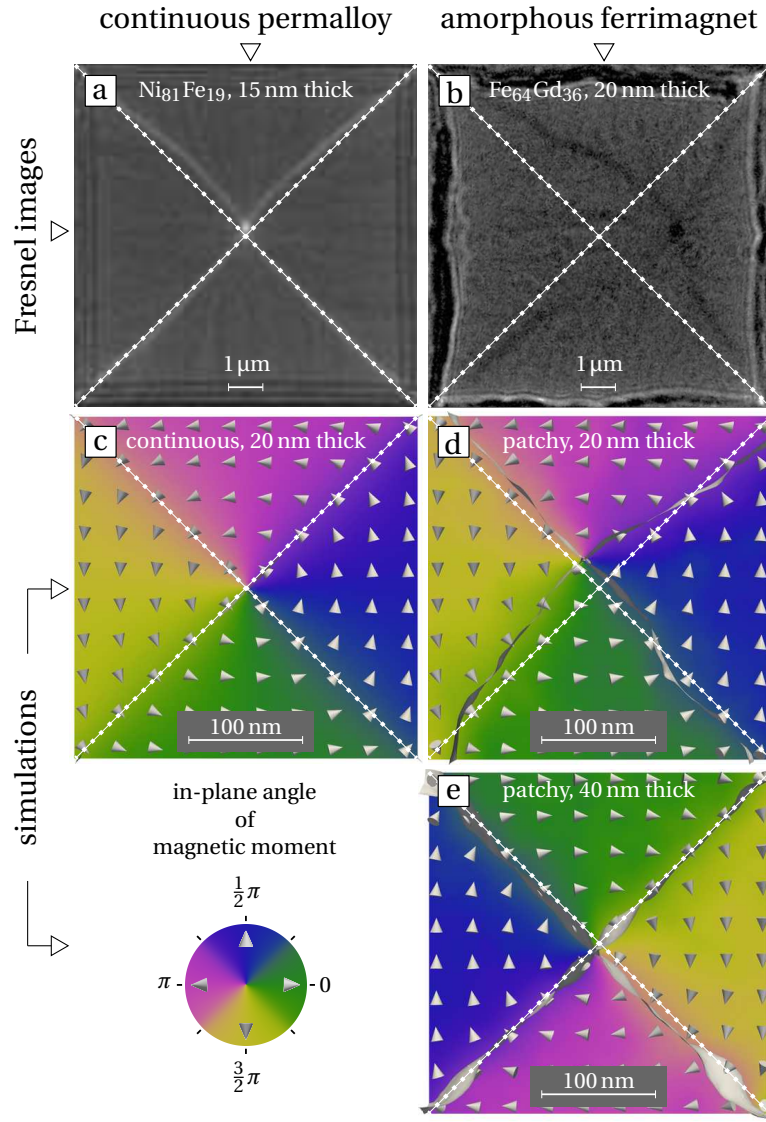 continuous permalloy
amorphous ferrimagnet
Fresnel images
a
Ni₈₁Fe₁₉, 15 nm thick
1 µm
b
Fe₆₄Gd₃₆, 20 nm thick
1 µm
simulations
c
continuous, 20 nm thick
100 nm
d
patchy, 20 nm thick
100 nm
in-plane angle
of
magnetic moment
½π
π
0
3/2 π
e
patchy, 40 nm thick
100 nm